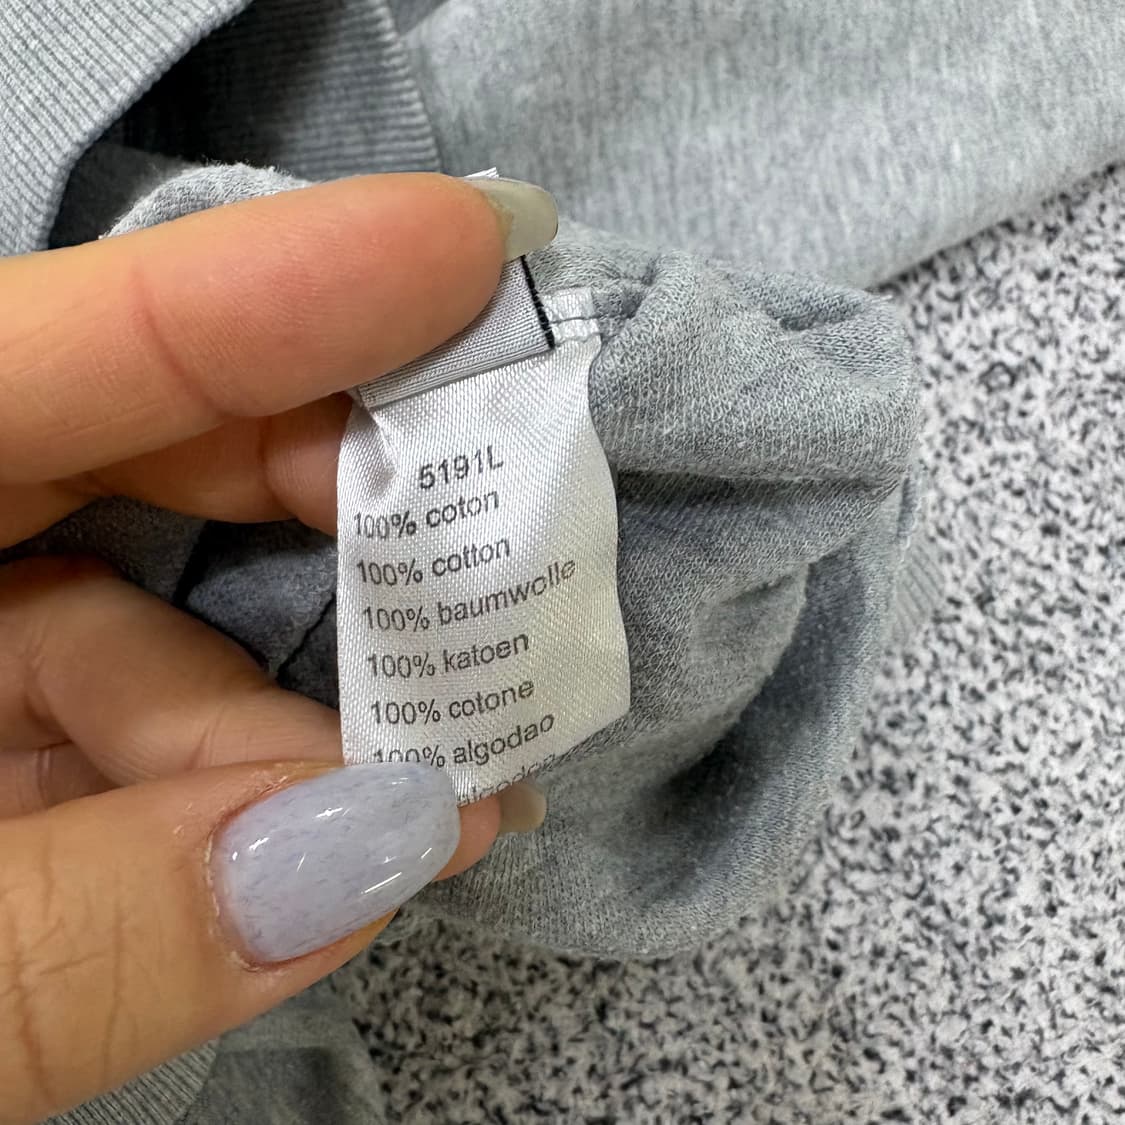 5191L
100% coton
100% cotton
100% baumwolle
100% katoen
100% cotone
100% algodao